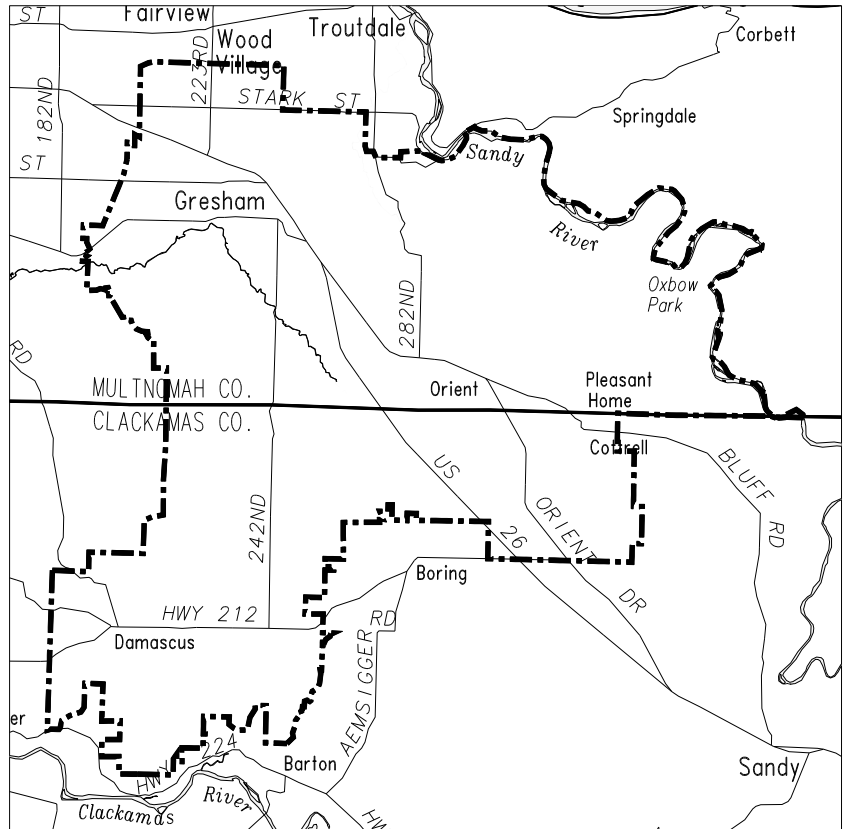 ST
Fairview
Troutdale
Corbett
Wood
Village
223RD
182ND
STARK ST
Springdale
ST
Sandy
River
Gresham
282ND
Oxbow
Park
RD
MULTNOMAH CO.
CLACKAMAS CO.
Orient
Pleasant
Home
Cottrell
US
26
BLUFF
RD
ORIENT
DR
242ND
Boring
HWY 212
RD
AEMSIGGER
Damascus
er
HWY
224
Barton
Sandy
Clackamas
River
HW